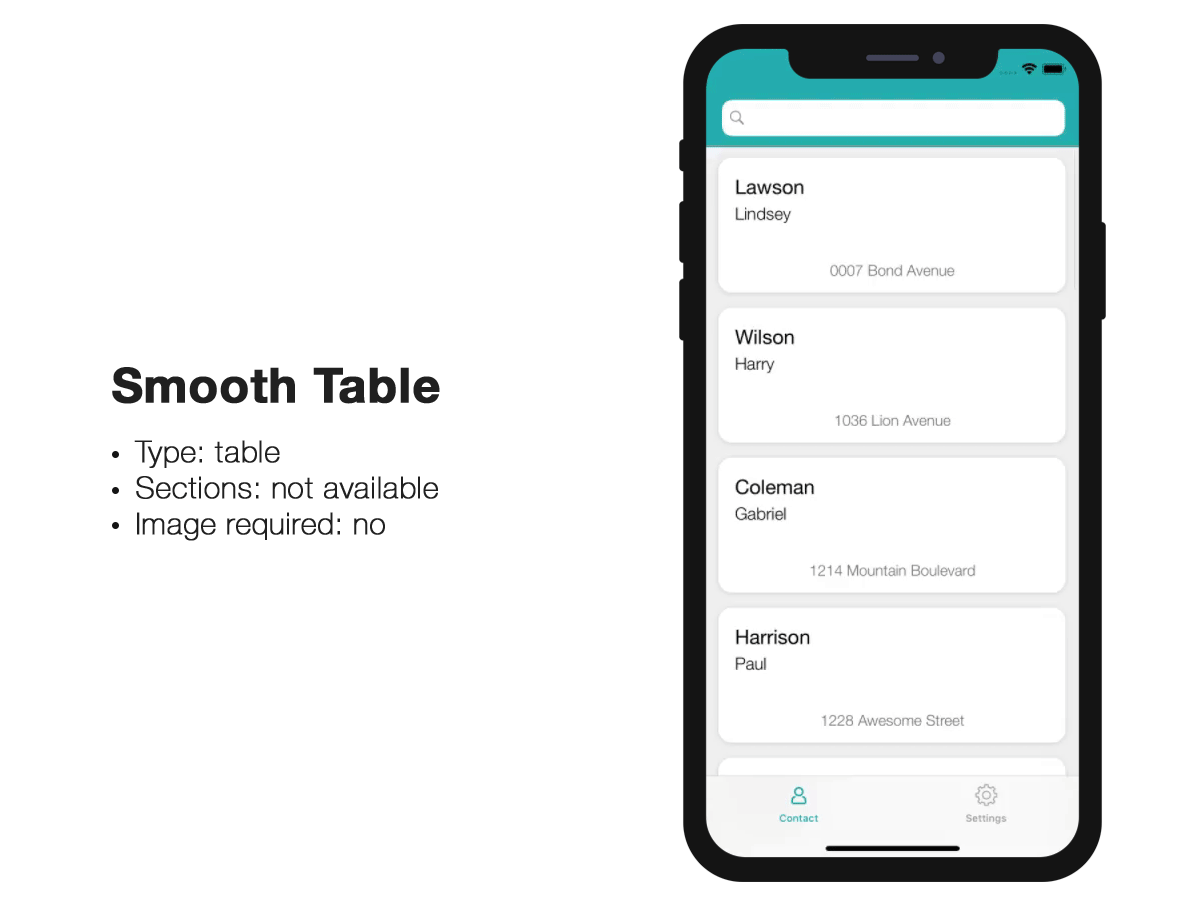 Smooth Table
• Type: table
• Sections: not available
• Image required: no
Lawson
Lindsey
0007 Bond Avenue
Wilson
Harry
1036 Lion Avenue
Coleman
Gabriel
1214 Mountain Boulevard
Harrison
Paul
1228 Awesome Street
Contact
Settings